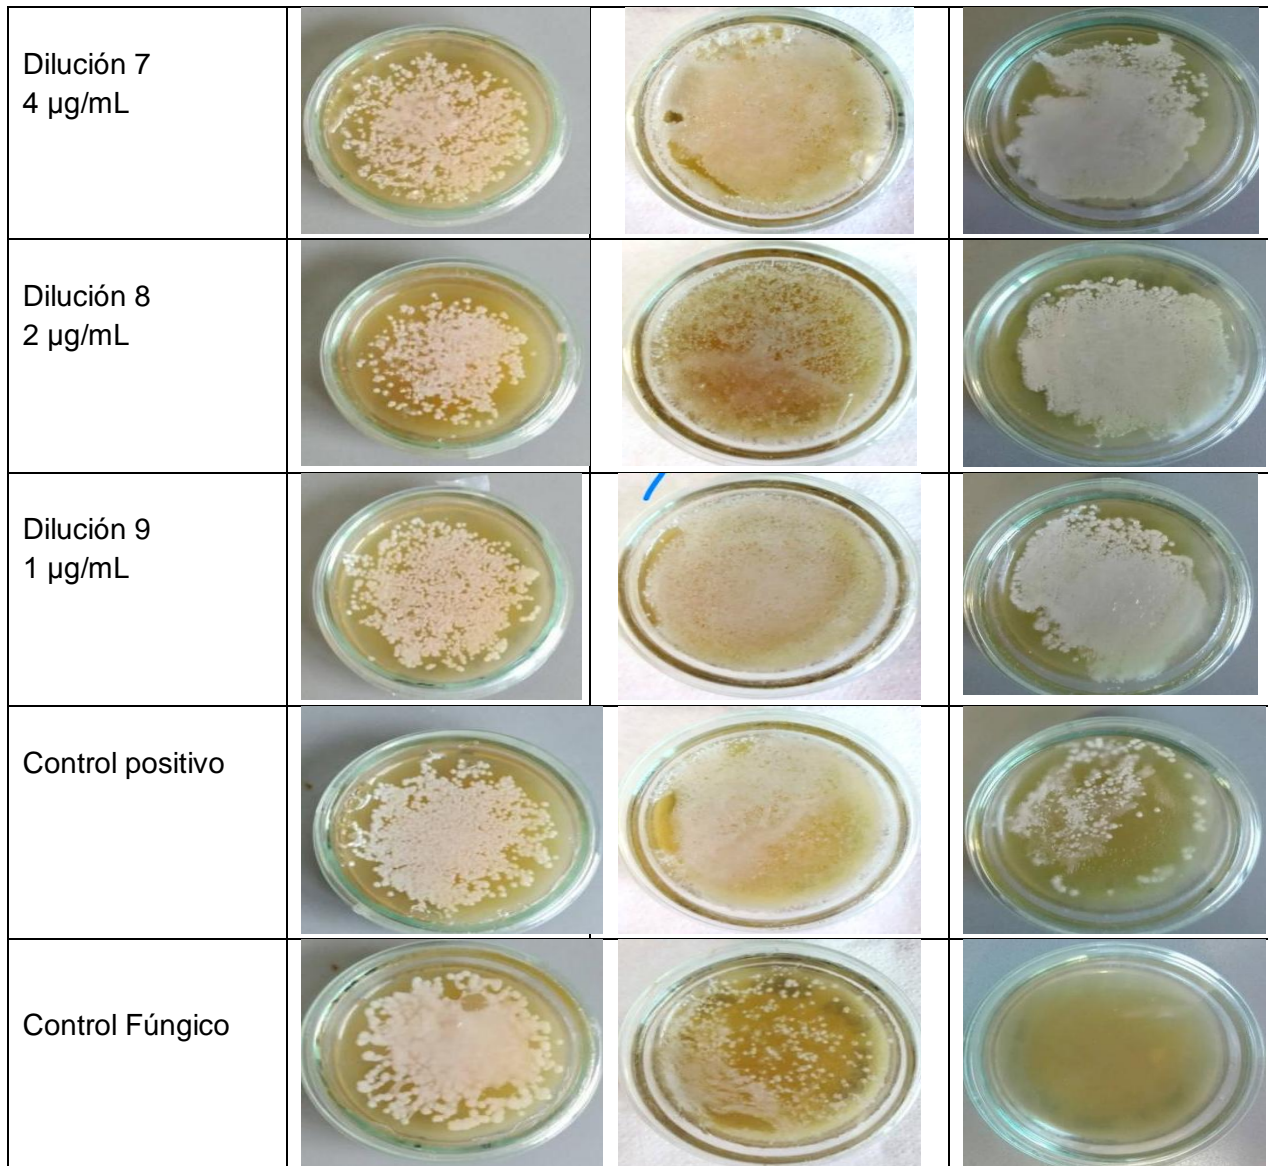 Dilución 7
4 µg/mL
Dilución 8
2 µg/mL
Dilución 9
1 µg/mL
Control positivo
Control Fúngico